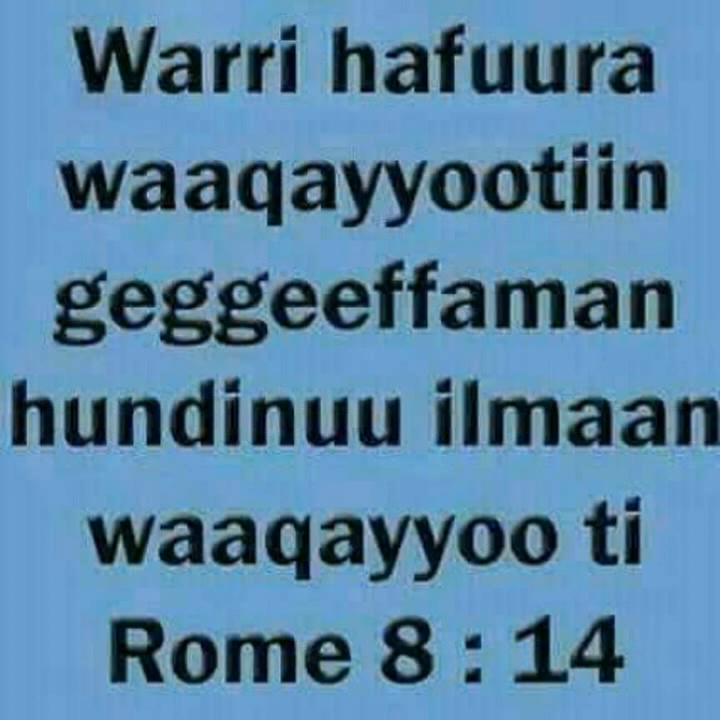 Warri hafuura
waaqayyootiin
geggeeffaman
hundinuu ilmaan
waaqayyoo ti
Rome 8 : 14